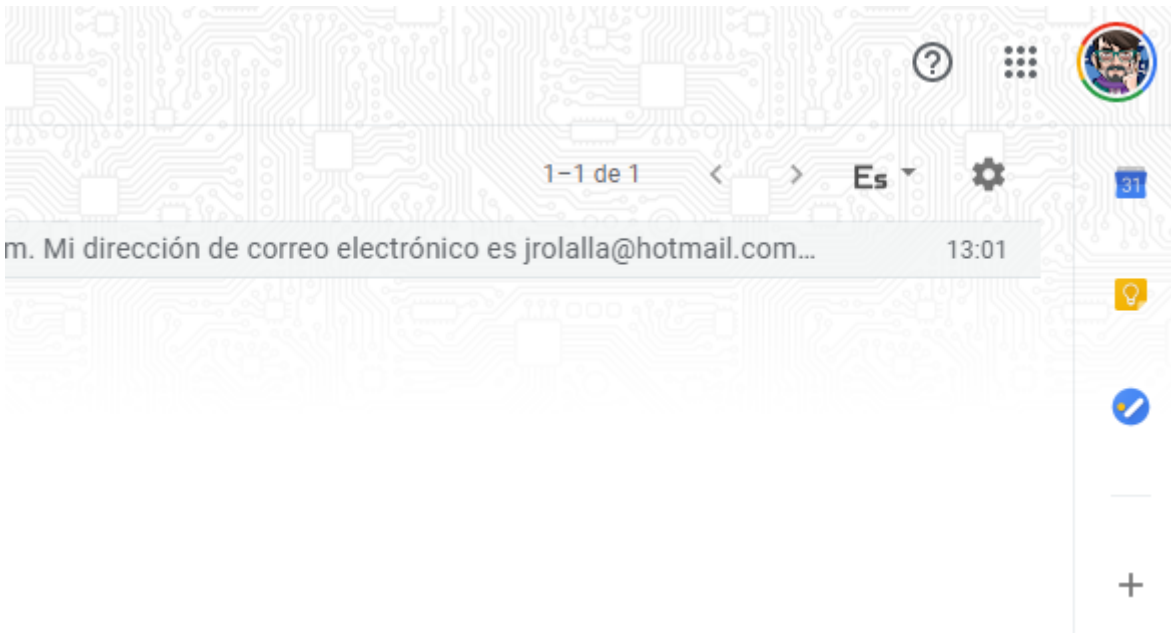 1–1 de 1
Es
31
m. Mi dirección de correo electrónico es jrolalla@hotmail.com...
13:01